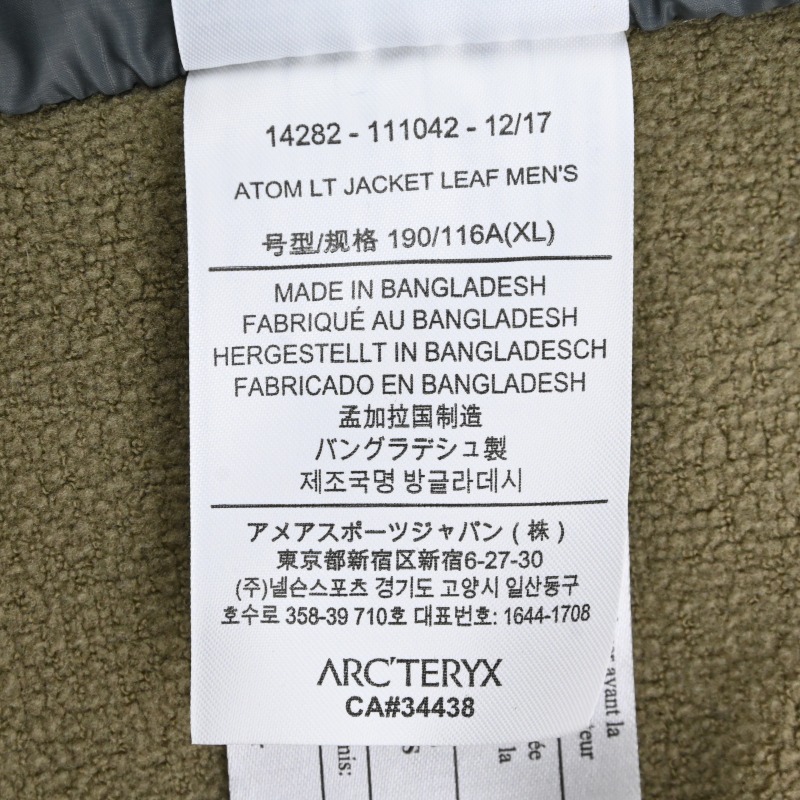 14282 - 111042 - 12/17
ATOM LT JACKET LEAF MEN'S
号型/规格 190/116A(XL)
MADE IN BANGLADESH
FABRIQUÉ AU BANGLADESH
HERGESTELLT IN BANGLADESCH
FABRICADO EN BANGLADESH
孟加拉国制造
バングラデシュ製
제조국명 방글라데시
アメアスポーツジャパン (株)
東京都新宿区新宿6-27-30
(주)넬슨스포츠 경기도 고양시 일산동구
호수로 358-39 710호 대표번호: 1644-1708
ARC'TERYX
CA#34438
avant la
la